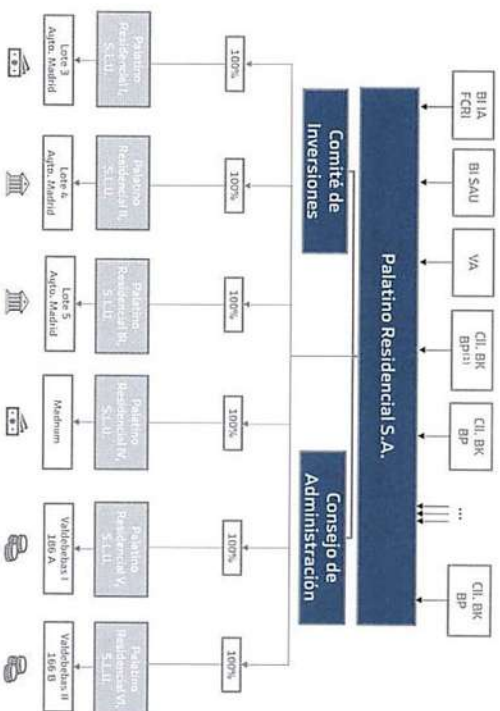 BI IA
FCRI
BI SAU
VA
Cli. BK
BP(1)
Cli. BK
BP
...
Cli. BK
BP
Palatino Residencial S.A.
Comité de
Inversiones
Consejo de
Administración
100%
100%
100%
100%
100%
100%
Palatino
Residencial I,
S.L.U.
Palatino
Residencial II,
S.L.U.
Palatino
Residencial III,
S.L.U.
Palatino
Residencial IV,
S.L.U.
Palatino
Residencial V,
S.L.U.
Palatino
Residencial VI,
S.L.U.
Lote 3
Ayto. Madrid
Lote 4
Ayto. Madrid
Lote 5
Ayto. Madrid
Madnum
Valdebebas I
186 A
Valdebebas II
166 B